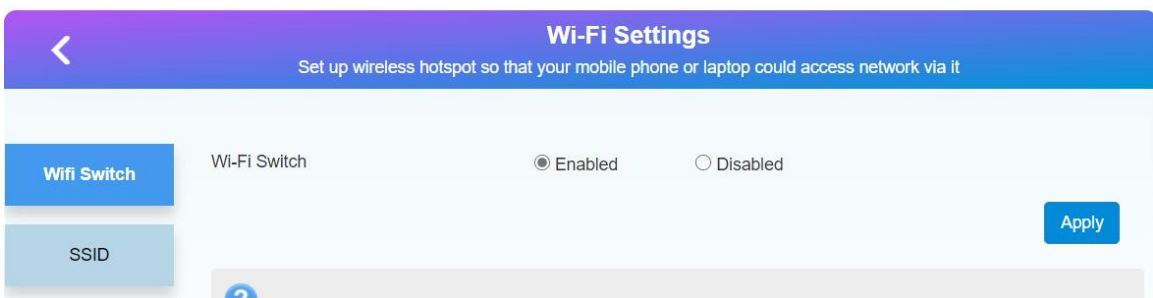 Wi-Fi Settings
Set up wireless hotspot so that your mobile phone or laptop could access network via it
Wifi Switch
Wi-Fi Switch
Enabled
Disabled
Apply
SSID
?